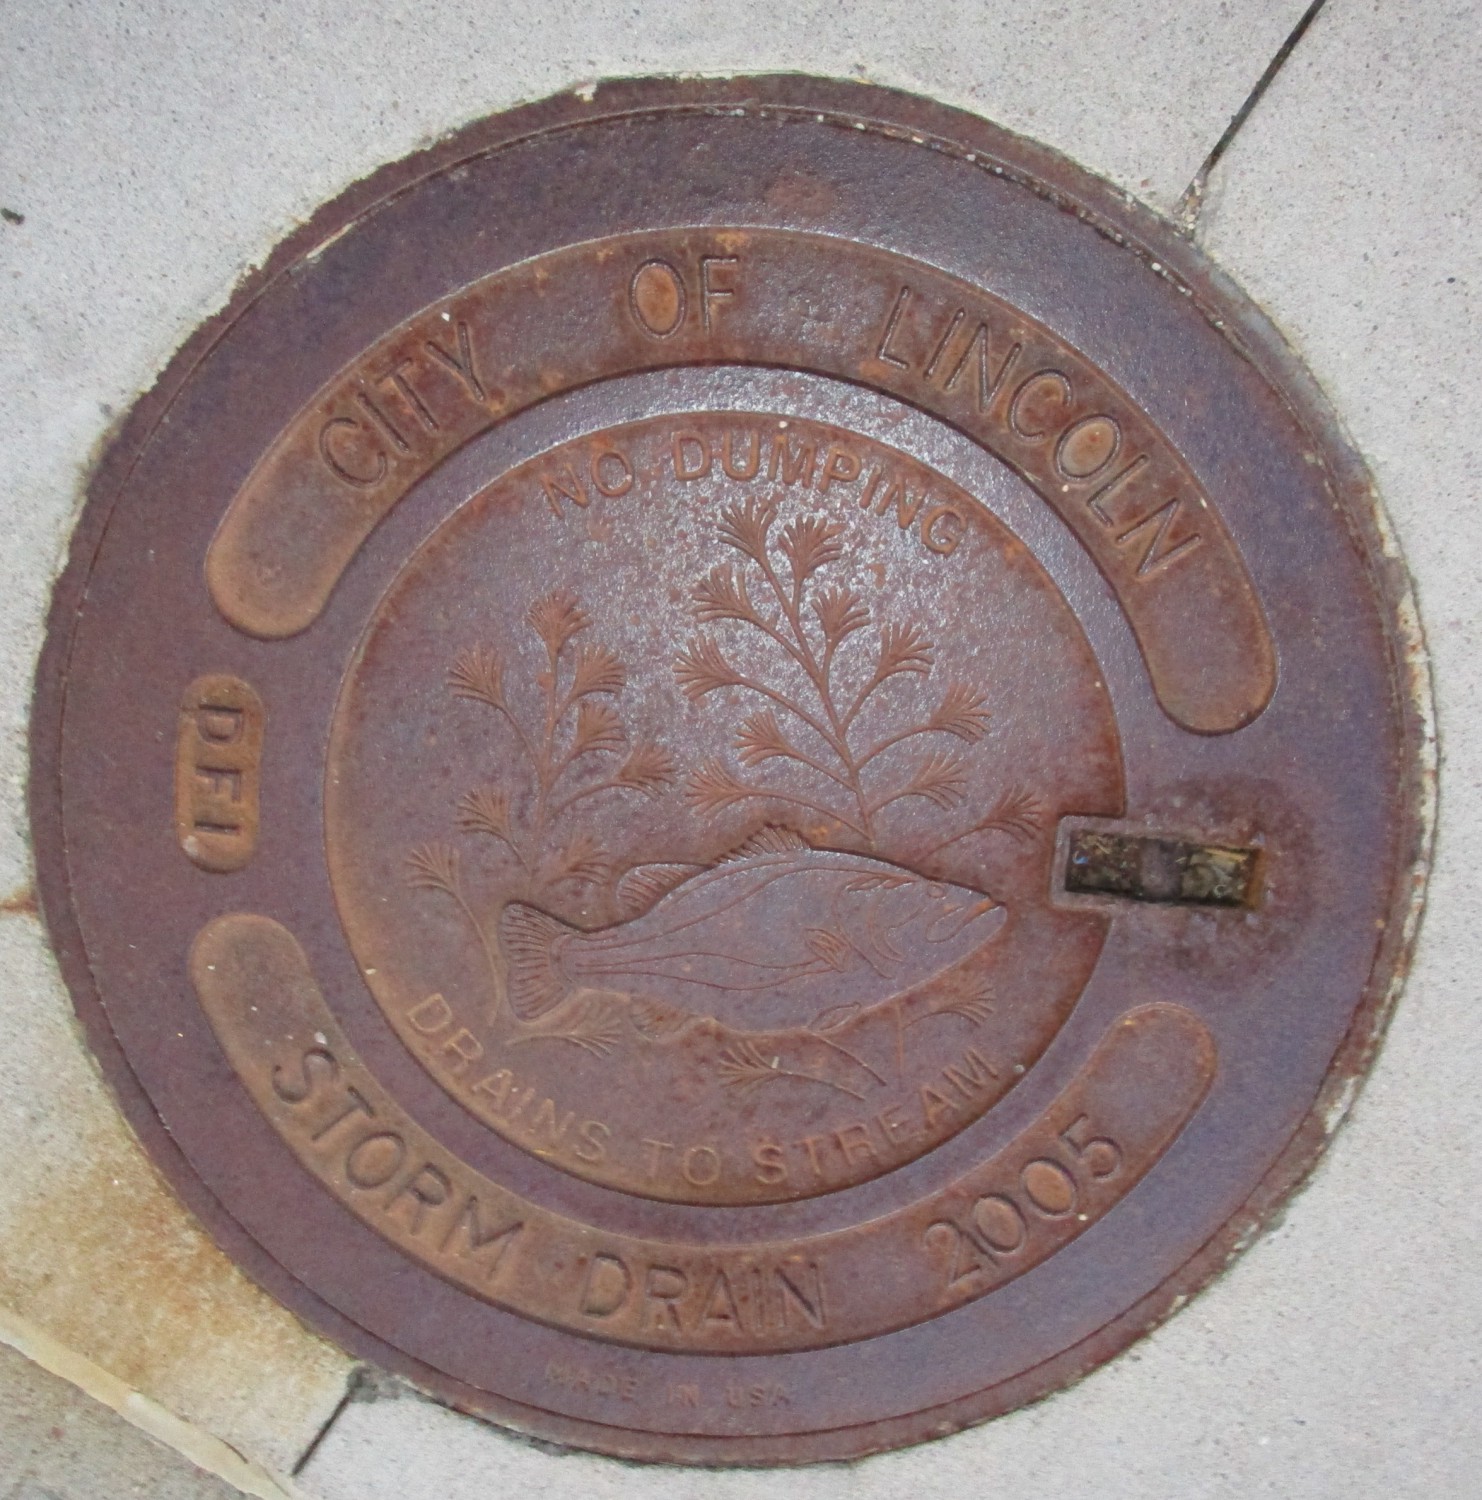 CITY OF LINCOLN
NO DUMPING
DFI
DRAINS TO STREAM
STORM DRAIN 2005
MADE IN USA